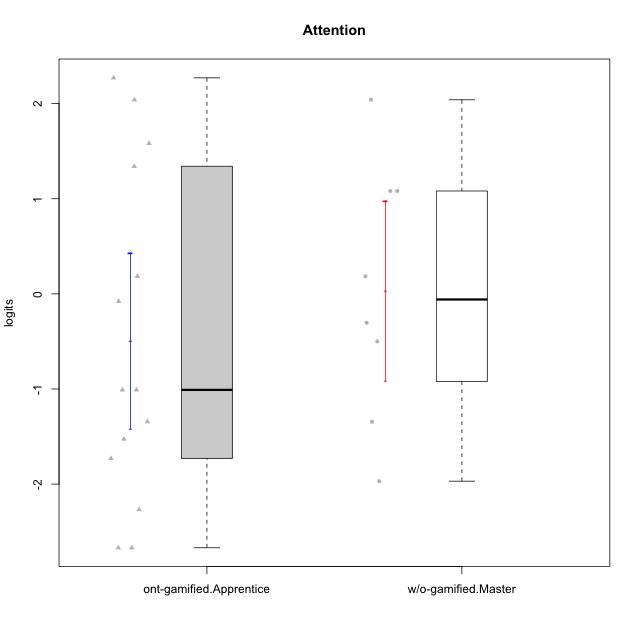 Attention
logits
2
1
0
-1
-2
ont-gamified.Apprentice
w/o-gamified.Master